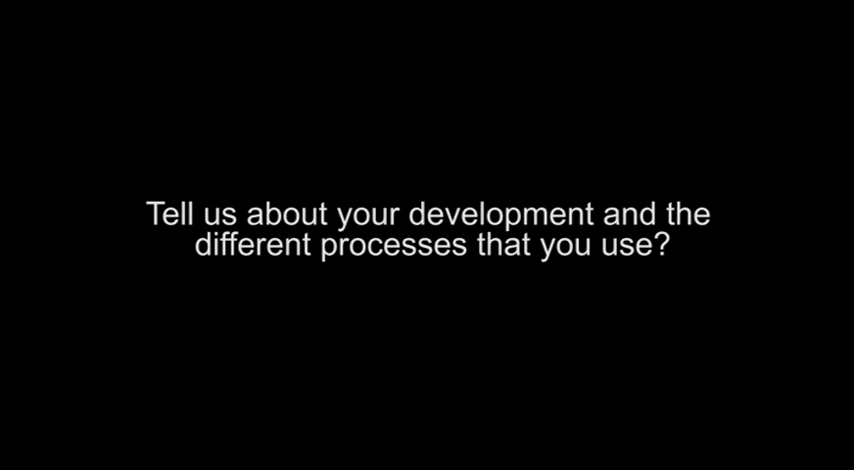 Tell us about your development and the
different processes that you use?